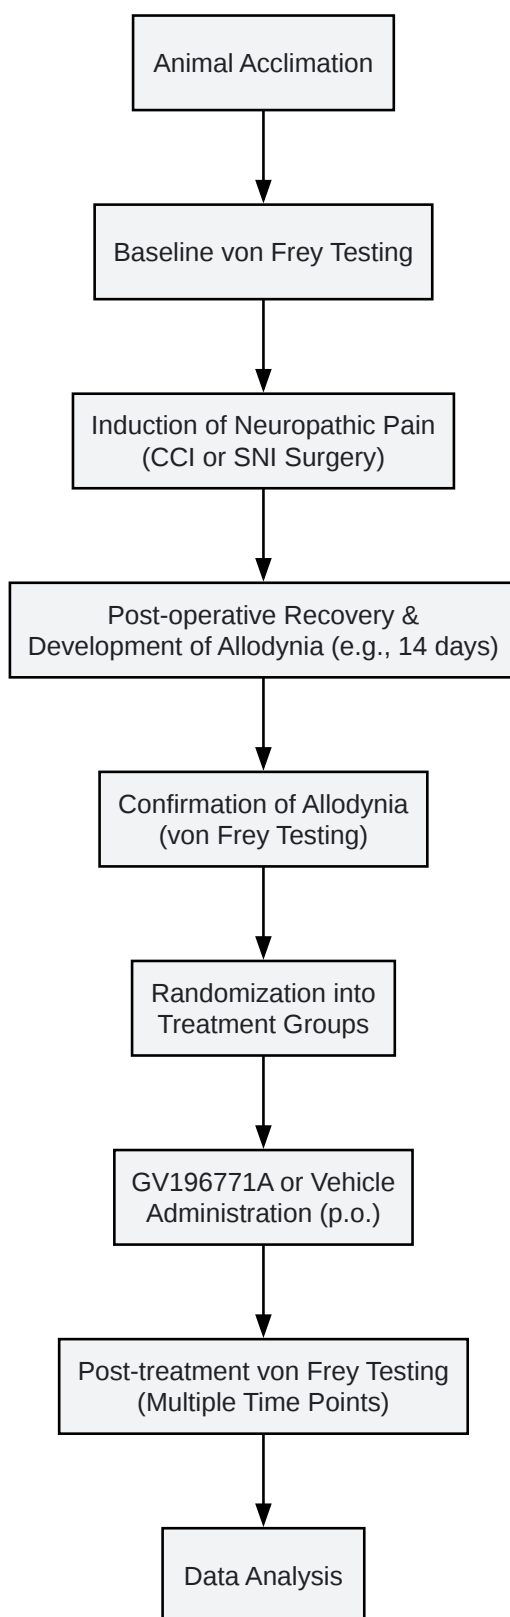 Animal Acclimation
Baseline von Frey Testing
Induction of Neuropathic Pain
(CCI or SNI Surgery)
Post-operative Recovery &
Development of Allodynia (e.g., 14 days)
Confirmation of Allodynia
(von Frey Testing)
Randomization into
Treatment Groups
GV196771A or Vehicle
Administration (p.o.)
Post-treatment von Frey Testing
(Multiple Time Points)
Data Analysis